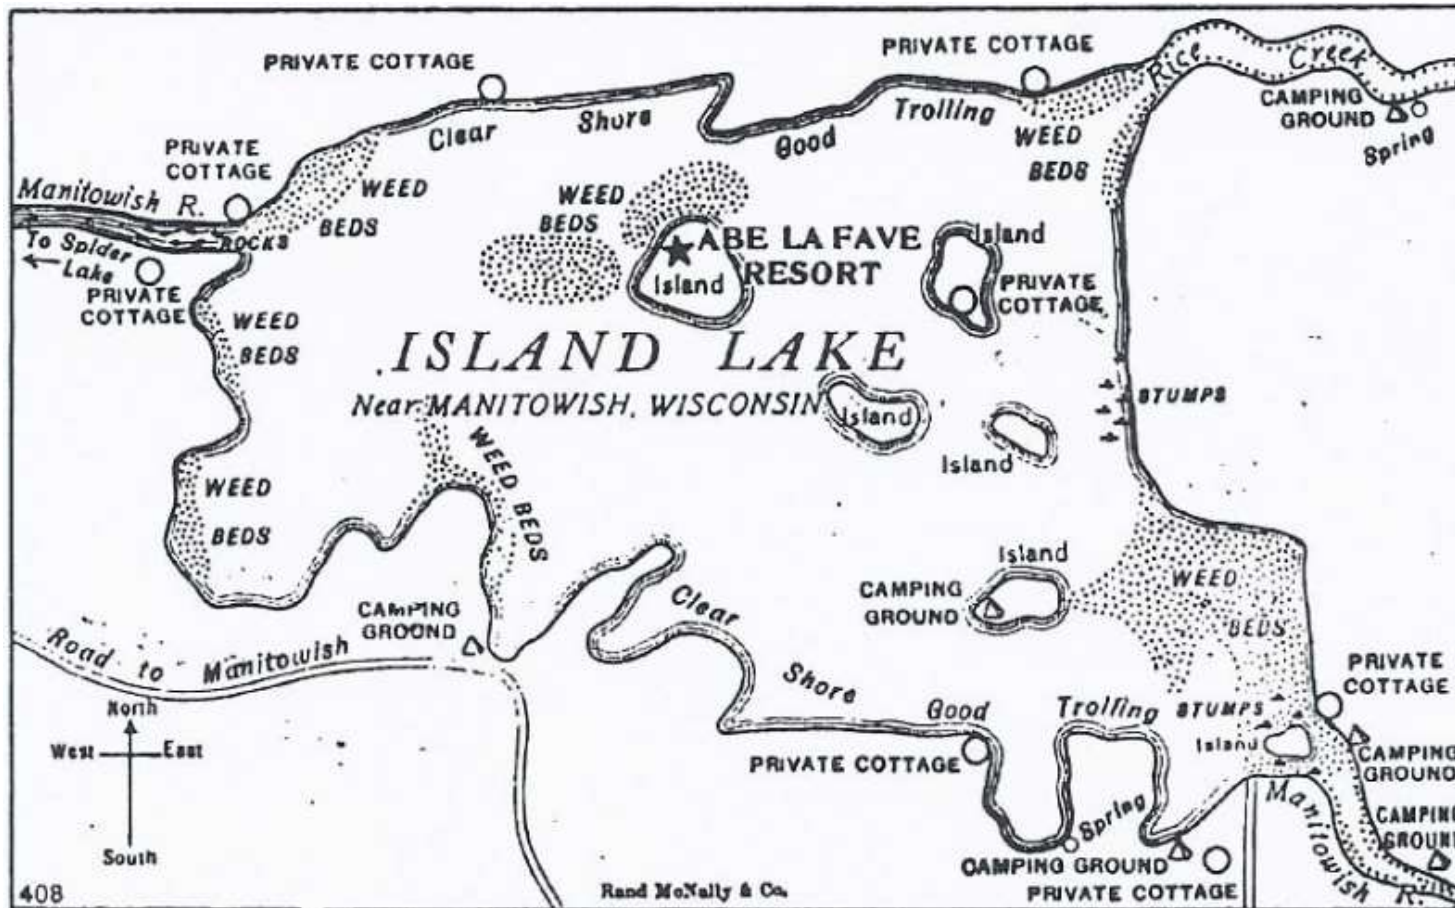 PRIVATE COTTAGE
PRIVATE COTTAGE
Rice Creek
CAMPING
GROUND
Spring
Clear Shore Good Trolling
WEED
BEDS
PRIVATE
COTTAGE
WEED
BEDS
WEED
BEDS
Manitowish R.
ROCKS
To Spider
Lake
PRIVATE
COTTAGE
ABE LA FAVE
RESORT
Island
Island
PRIVATE
COTTAGE
WEED
BEDS
ISLAND LAKE
Near MANITOWISH, WISCONSIN
Island
Island
STUMPS
WEED BEDS
WEED
BEDS
Island
CAMPING
GROUND
WEED
BEDS
CAMPING
GROUND
Clear Shore Good Trolling
Road to Manitowish
PRIVATE
COTTAGE
STUMPS
Island
CAMPING
GROUND
North
West East
South
PRIVATE COTTAGE
Spring
CAMPING GROUND
PRIVATE COTTAGE
Manitowish R.
CAMPING
GROUND
408
Rand McNally & Co.